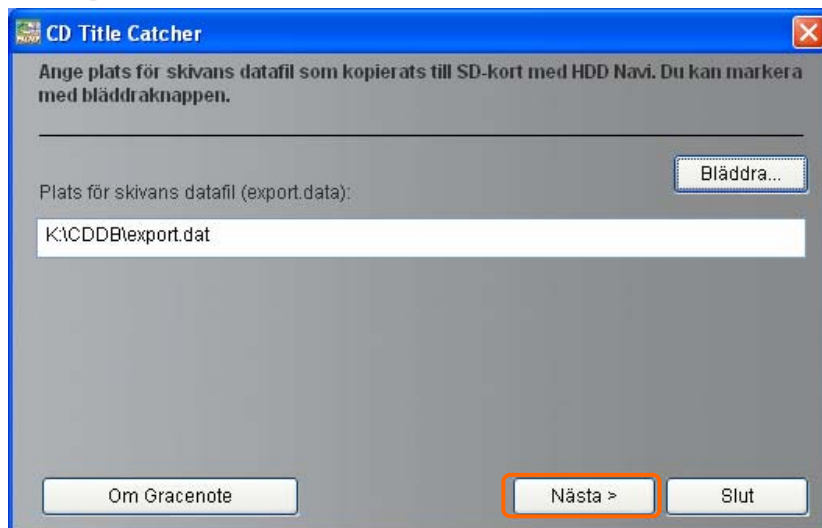 CD Title Catcher
Ange plats för skivans datafil som kopierats till SD-kort med HDD Navi. Du kan markera
med bläddraknappen.
Bläddra...
Plats för skivans datafil (export.data):
K:\CDDB\export.dat
Om Gracenote
Nästa >
Slut